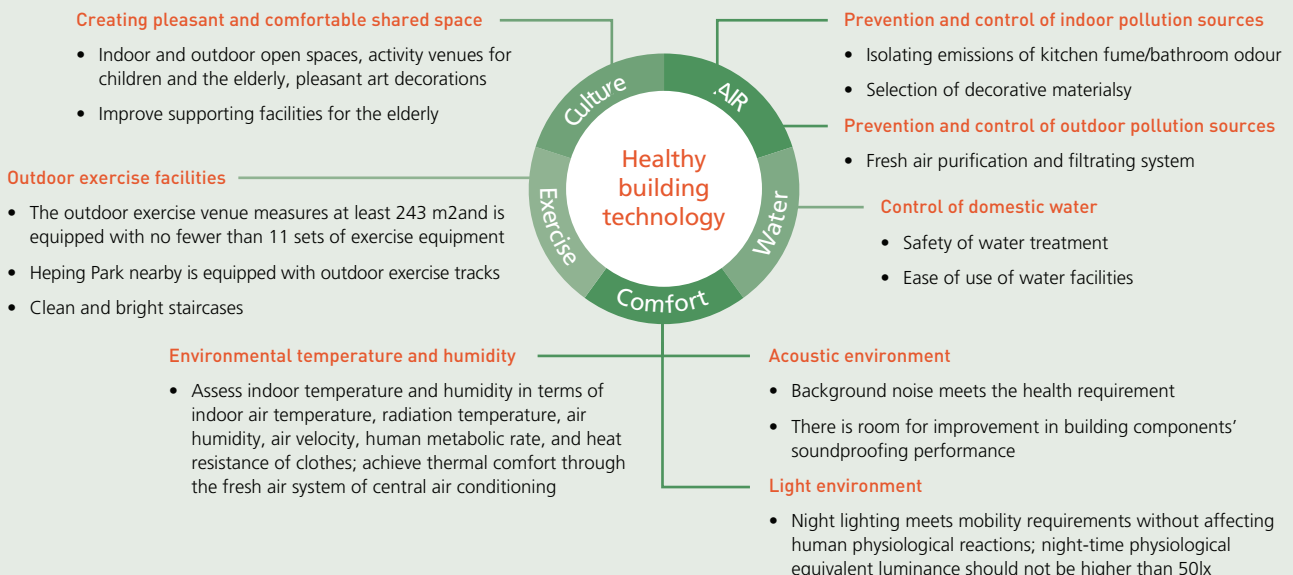 Creating pleasant and comfortable shared space
• Indoor and outdoor open spaces, activity venues for
children and the elderly, pleasant art decorations
• Improve supporting facilities for the elderly
Outdoor exercise facilities
• The outdoor exercise venue measures at least 243 m2and is
equipped with no fewer than 11 sets of exercise equipment
• Heping Park nearby is equipped with outdoor exercise tracks
• Clean and bright staircases
Culture
.AIR
Exercise
Water
Comfort
Healthy
building
technology
Prevention and control of indoor pollution sources
• Isolating emissions of kitchen fume/bathroom odour
• Selection of decorative materialsy
Prevention and control of outdoor pollution sources
• Fresh air purification and filtrating system
Control of domestic water
• Safety of water treatment
• Ease of use of water facilities
Environmental temperature and humidity
• Assess indoor temperature and humidity in terms of
indoor air temperature, radiation temperature, air
humidity, air velocity, human metabolic rate, and heat
resistance of clothes; achieve thermal comfort through
the fresh air system of central air conditioning
Acoustic environment
• Background noise meets the health requirement
• There is room for improvement in building components’
soundproofing performance
Light environment
• Night lighting meets mobility requirements without affecting
human physiological reactions; night-time physiological
equivalent luminance should not be higher than 50lx